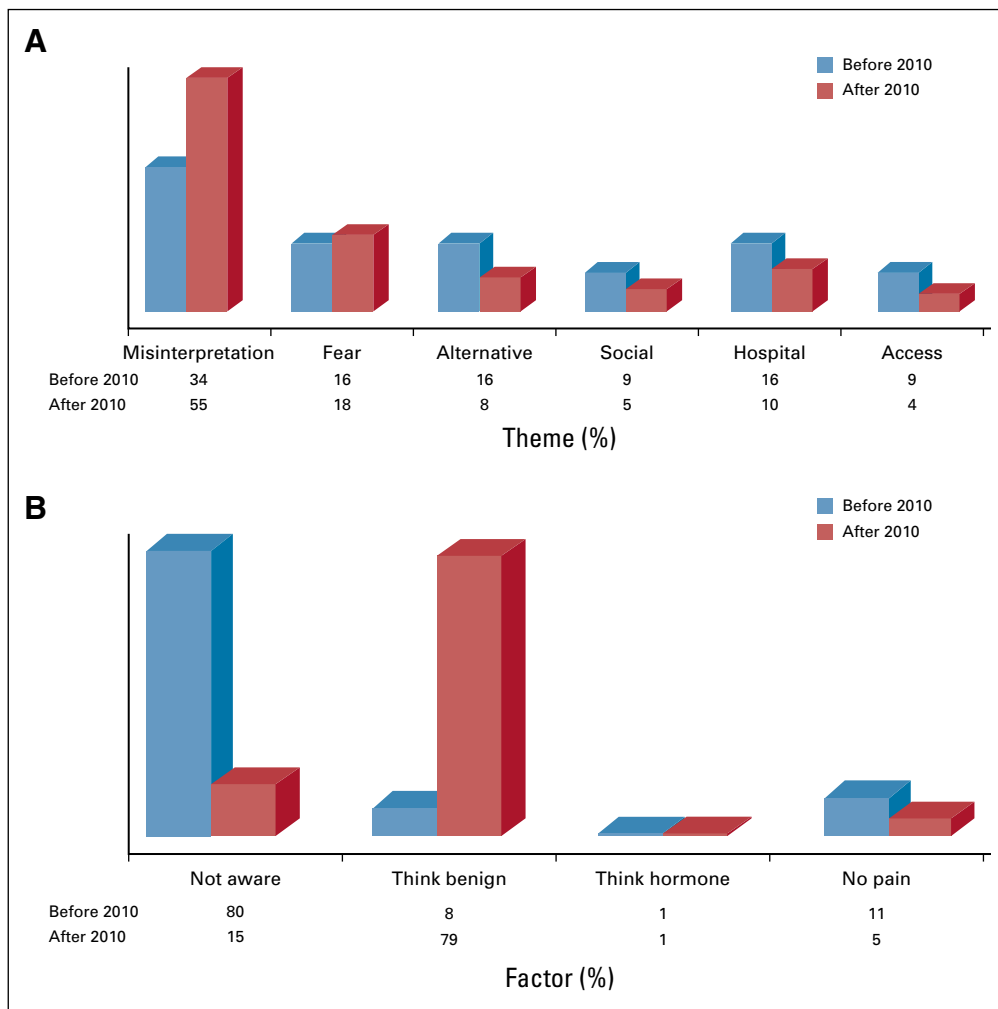 A
Before 2010
After 2010
Misinterpretation Fear Alternative Social Hospital Access
Before 2010 34 16 16 9 16 9
After 2010 55 18 8 5 10 4
Theme (%)
B
Before 2010
After 2010
Not aware Think benign Think hormone No pain
Before 2010 80 8 1 11
After 2010 15 79 1 5
Factor (%)